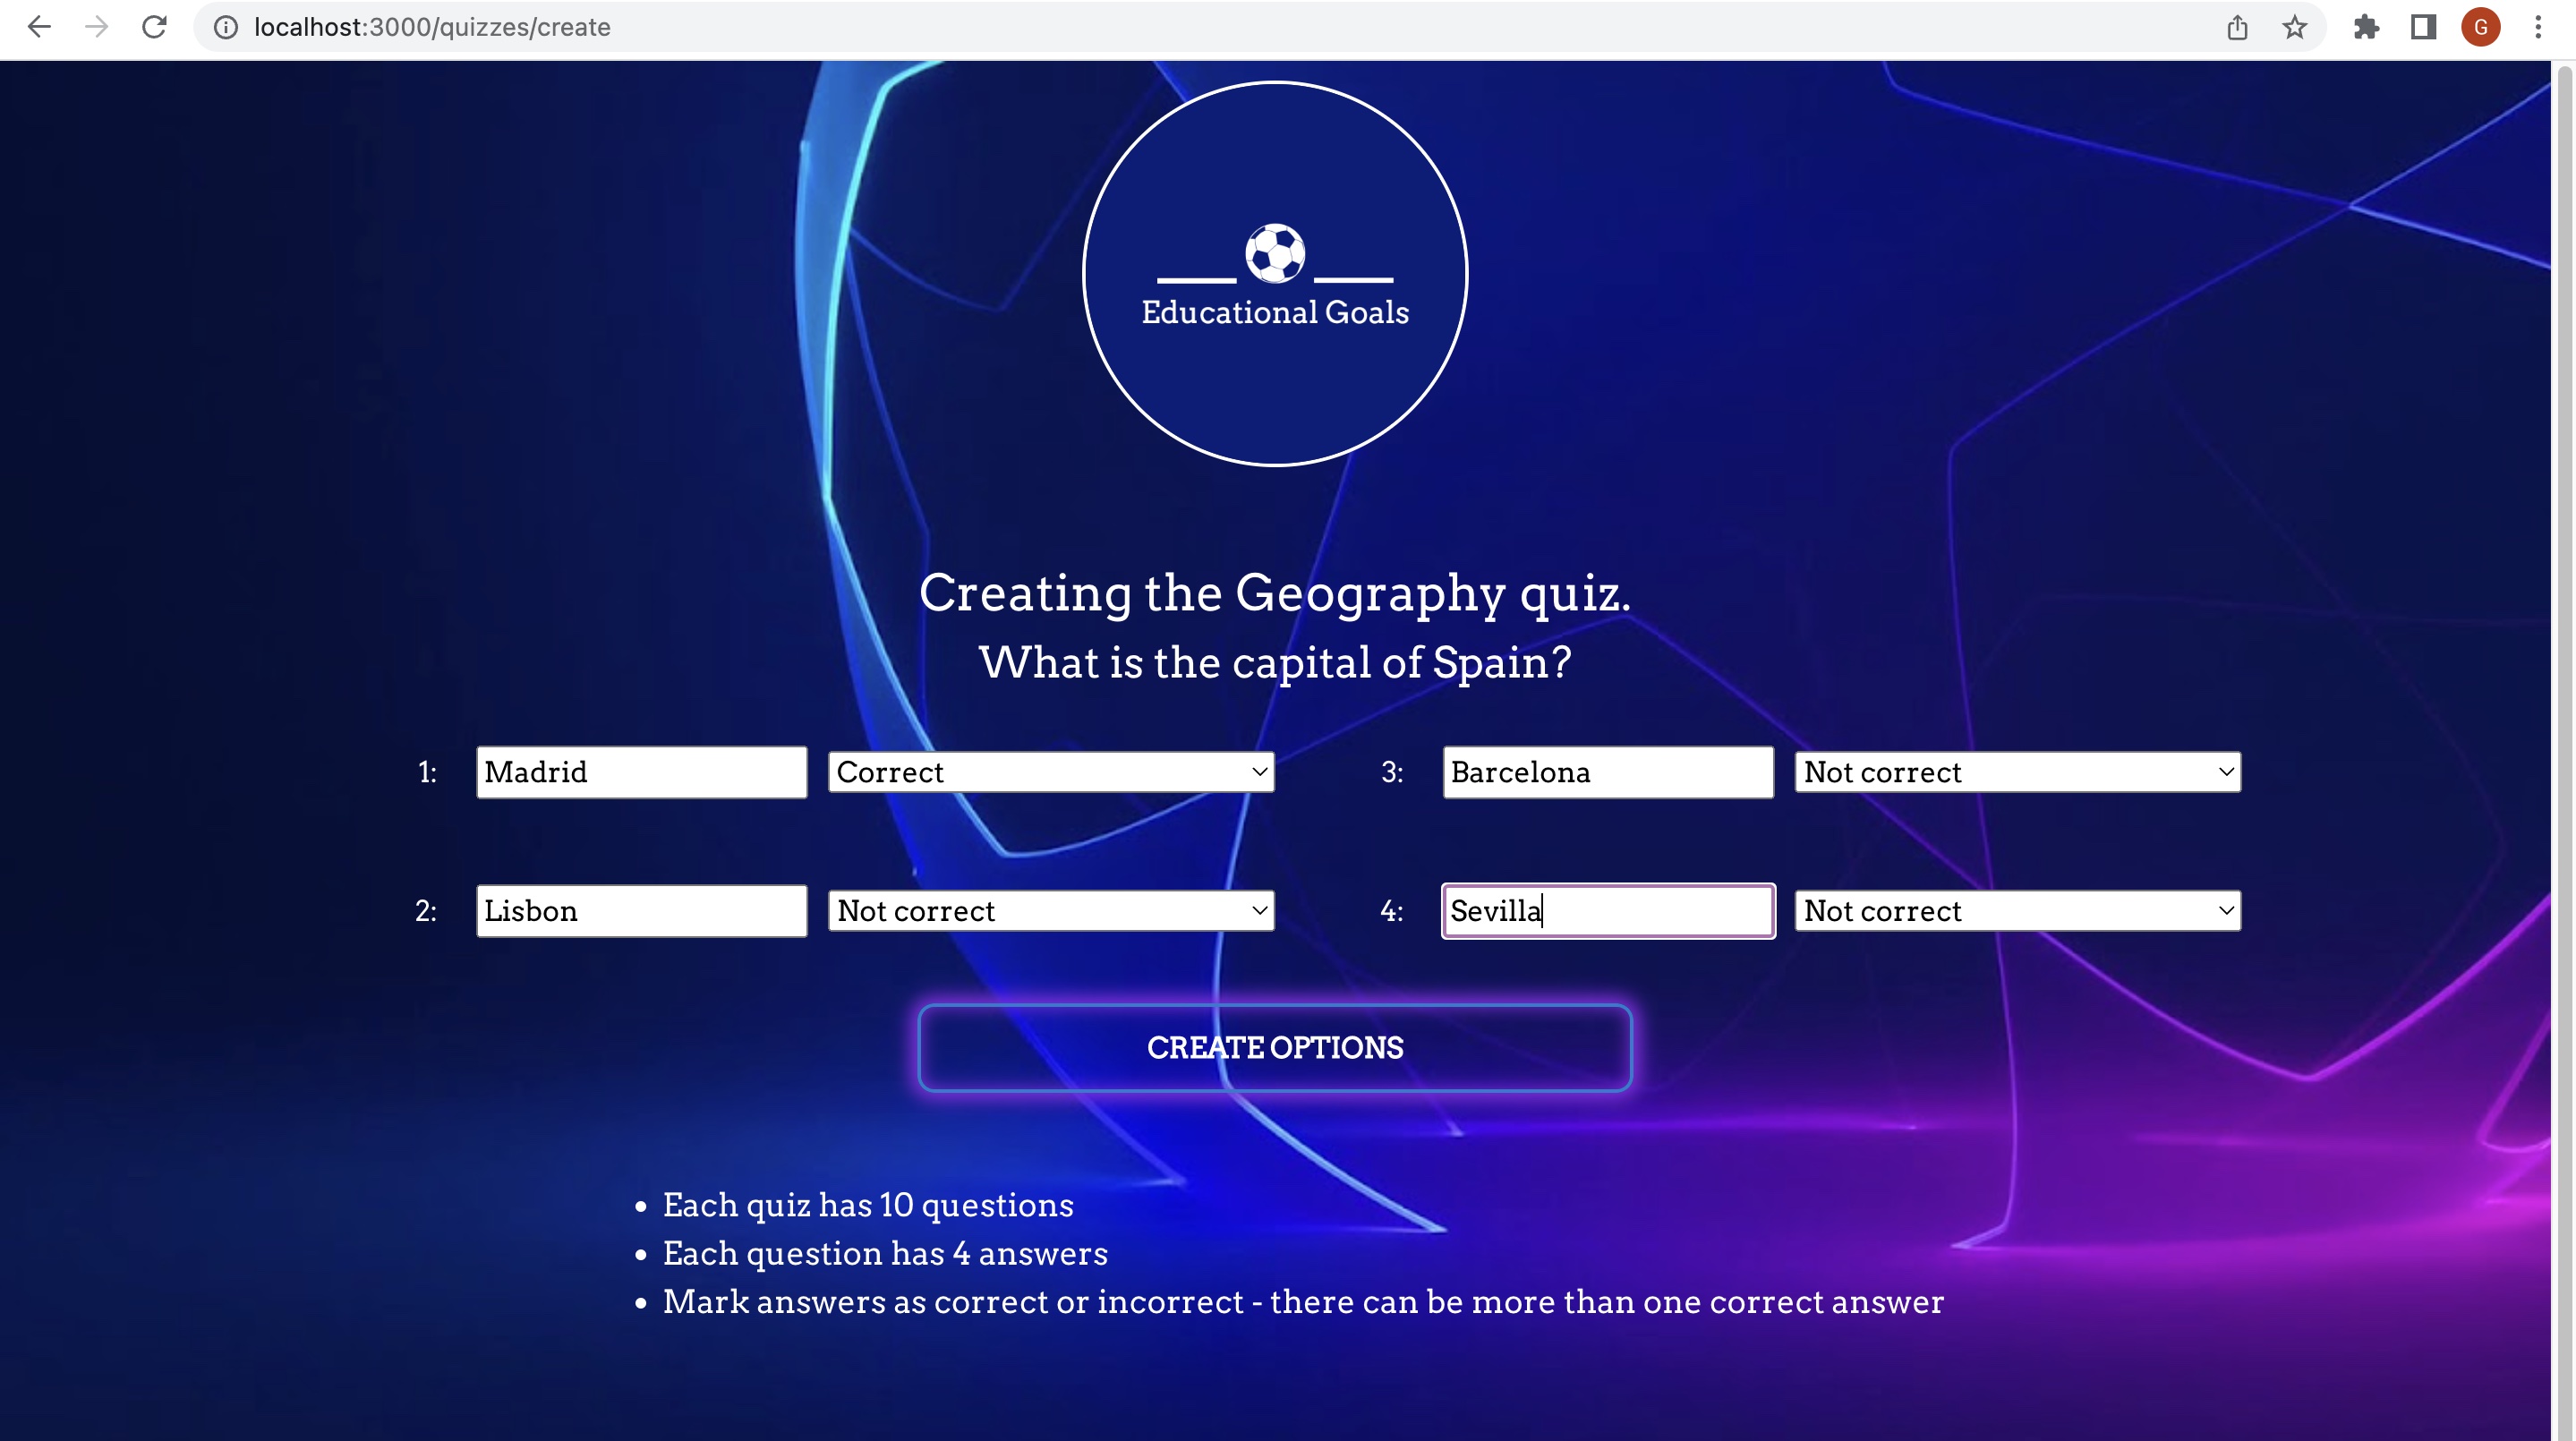 localhost:3000/quizzes/create
G
Educational Goals
Creating the Geography quiz.
What is the capital of Spain?
1: Madrid Correct 3: Barcelona Not correct
2: Lisbon Not correct 4: Sevilla Not correct
CREATE OPTIONS
• Each quiz has 10 questions
• Each question has 4 answers
• Mark answers as correct or incorrect - there can be more than one correct answer